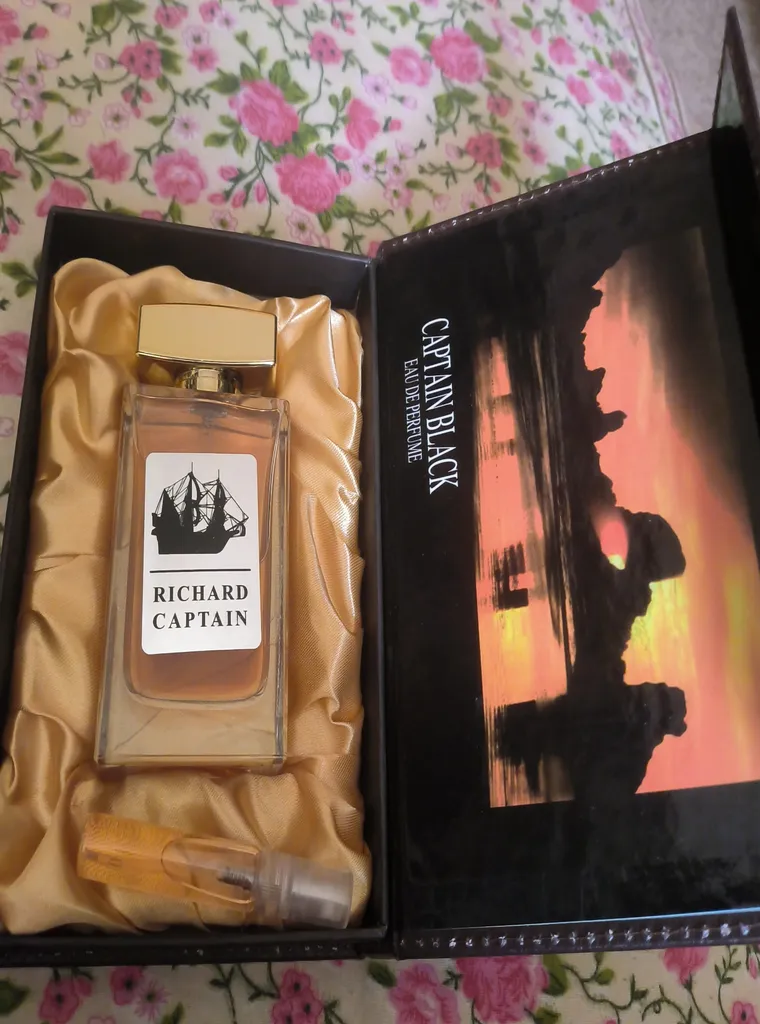 RICHARD
CAPTAIN
CAPTAIN BLACK
EAU DE PERFUME